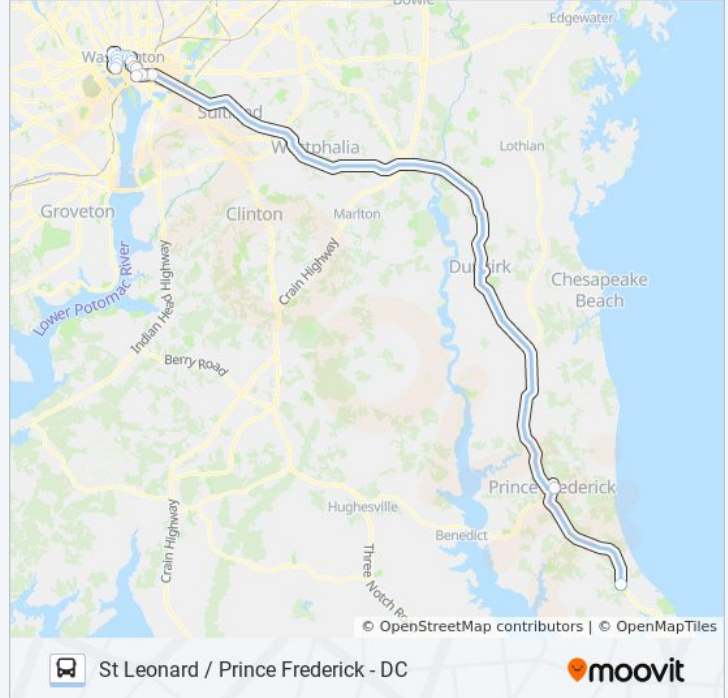 Bowie
Edgewater
Washington
Suitland
Westphalia
Lothian
Groveton
Clinton
Marlton
Lower Potomac River
Indian Head Highway
Crain Highway
Dunkirk
Chesapeake
Beach
Berry Road
Prince Frederick
Hughesville
Crain Highway
Benedict
Three Notch Ro
© OpenStreetMap contributors | © OpenMapTiles
St Leonard / Prince Frederick - DC
moovit